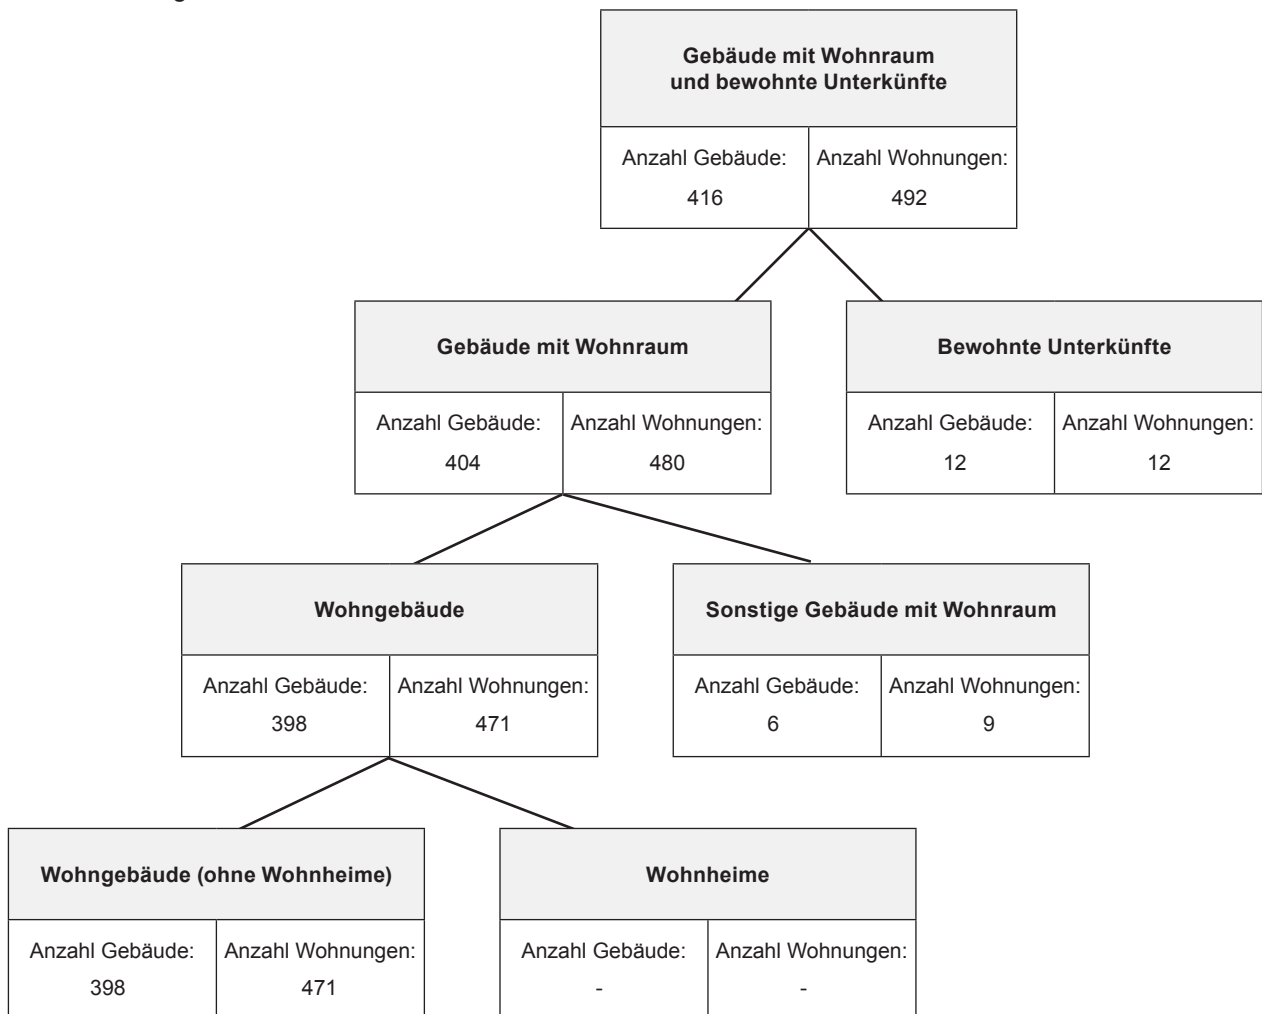 Gebäude mit Wohnraum
und bewohnte Unterkünfte
Anzahl Gebäude: Anzahl Wohnungen:
416 492
Gebäude mit Wohnraum Bewohnte Unterkünfte
Anzahl Gebäude: Anzahl Wohnungen: Anzahl Gebäude: Anzahl Wohnungen:
404 480 12 12
Wohngebäude Sonstige Gebäude mit Wohnraum
Anzahl Gebäude: Anzahl Wohnungen: Anzahl Gebäude: Anzahl Wohnungen:
398 471 6 9
Wohngebäude (ohne Wohnheime) Wohnheime
Anzahl Gebäude: Anzahl Wohnungen: Anzahl Gebäude: Anzahl Wohnungen:
398 471 - -